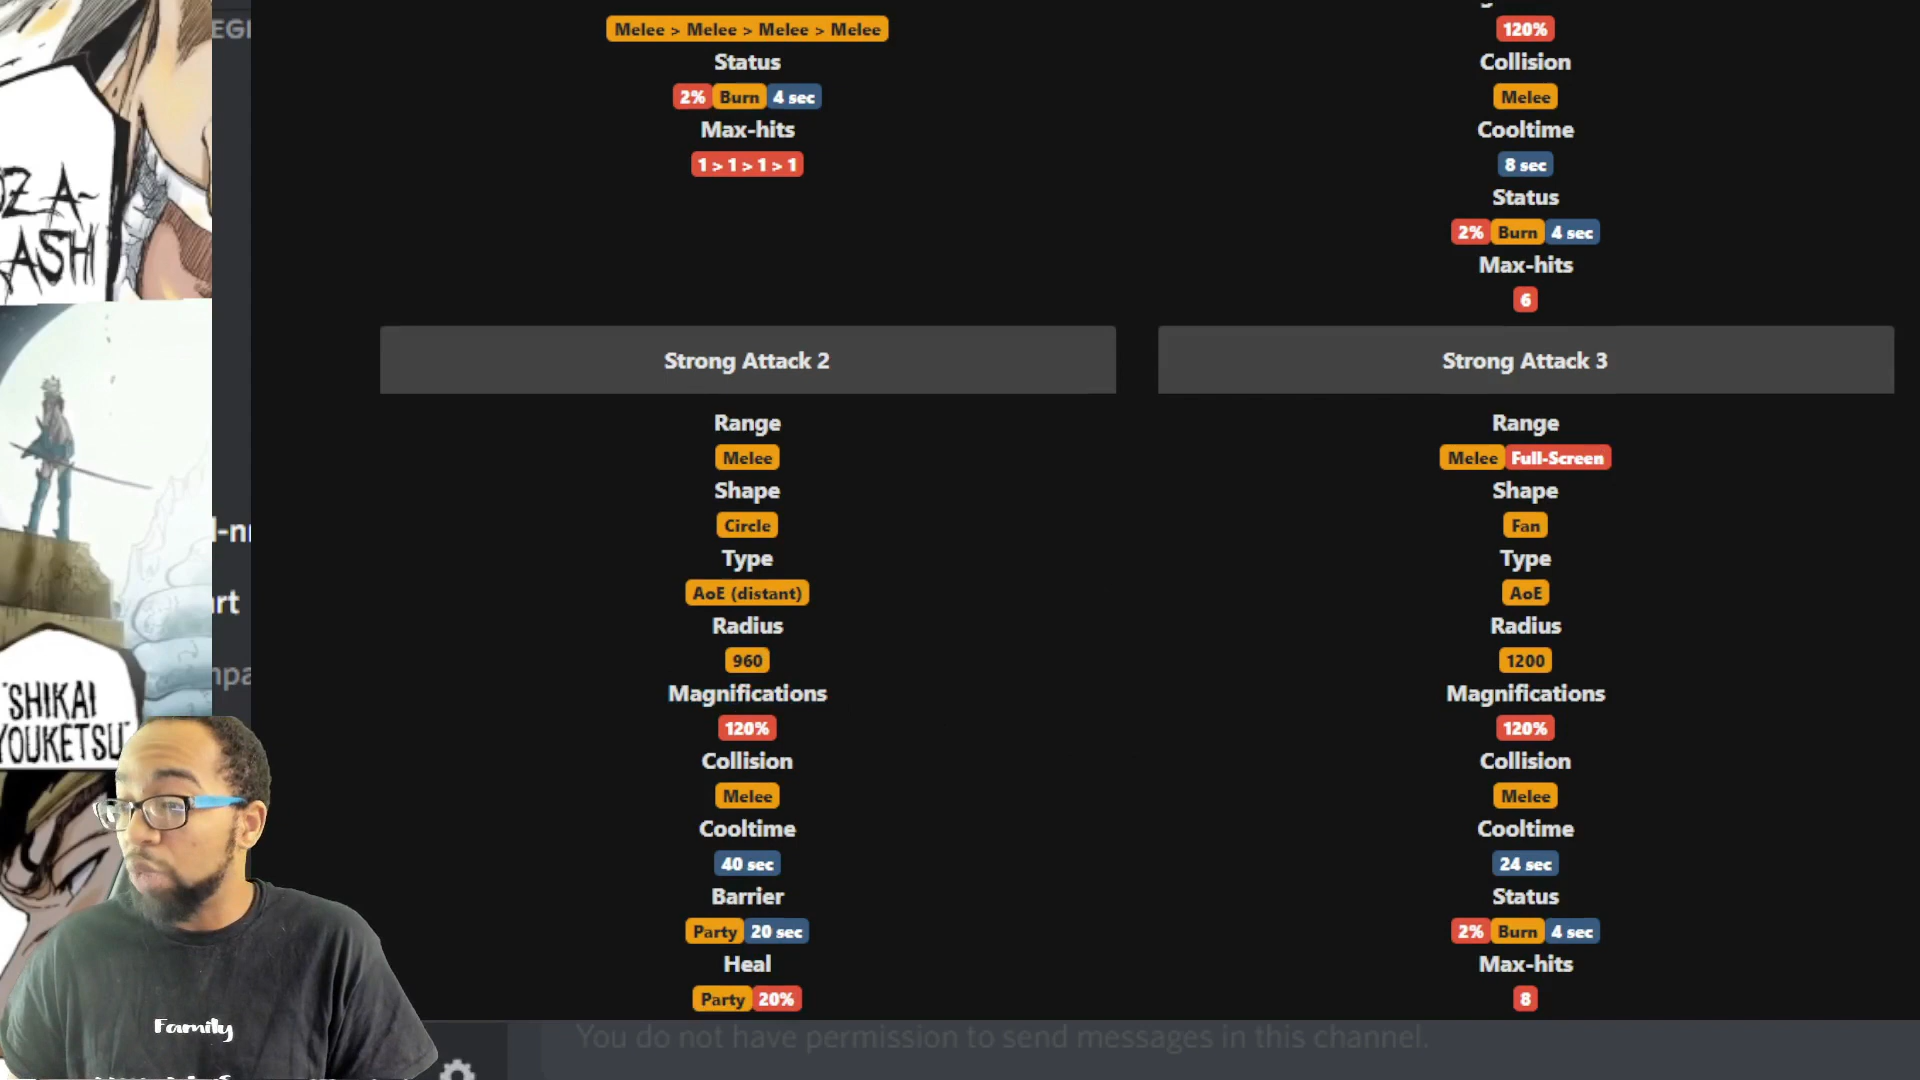 EGI
Melee > Melee > Melee > Melee
Status
2% Burn 4 sec
Max-hits
1 > 1 > 1 > 1
120%
Collision
Melee
Cooltime
8 sec
Status
2% Burn 4 sec
Max-hits
6
OZA-
ASHI
Strong Attack 2
Range
Melee
Shape
Circle
Type
AoE (distant)
Radius
960
Magnifications
120%
Collision
Melee
Cooltime
40 sec
Barrier
Party 20 sec
Heal
Party 20%
Strong Attack 3
Range
Melee Full-Screen
Shape
Fan
Type
AoE
Radius
1200
Magnifications
120%
Collision
Melee
Cooltime
24 sec
Status
2% Burn 4 sec
Max-hits
8
"SHIKAI
YOUKETSU"
Family
You do not have permission to send messages in this channel.